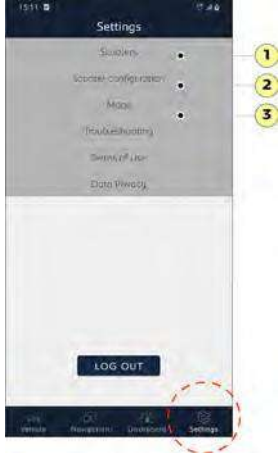 15:11
Settings
Scooters
1
Scooter configuration
2
Maps
3
Troubleshooting
Terms of Use
Data Privacy
LOG OUT
Vehicle
Navigation
Dashboard
Settings